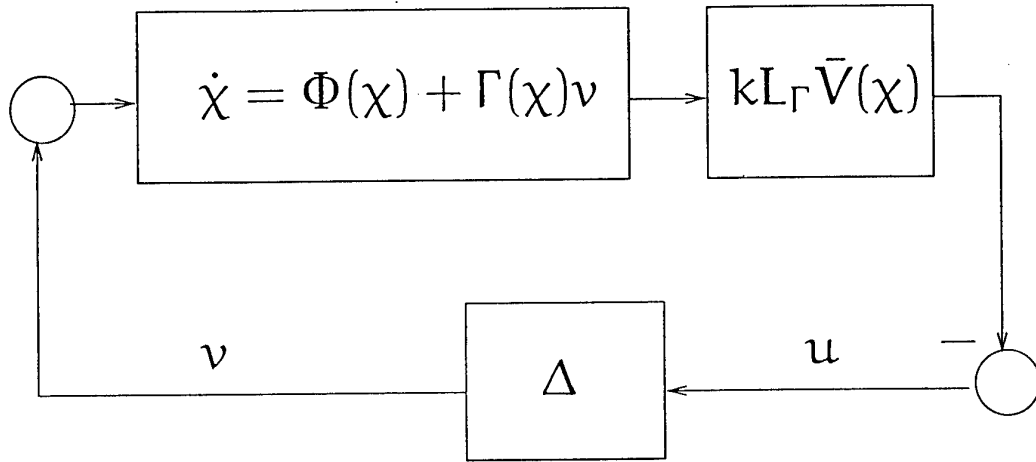 χ̇ = Φ(χ) + Γ(χ)ν
kL_Γ V̄(χ)
ν
Δ
u
−